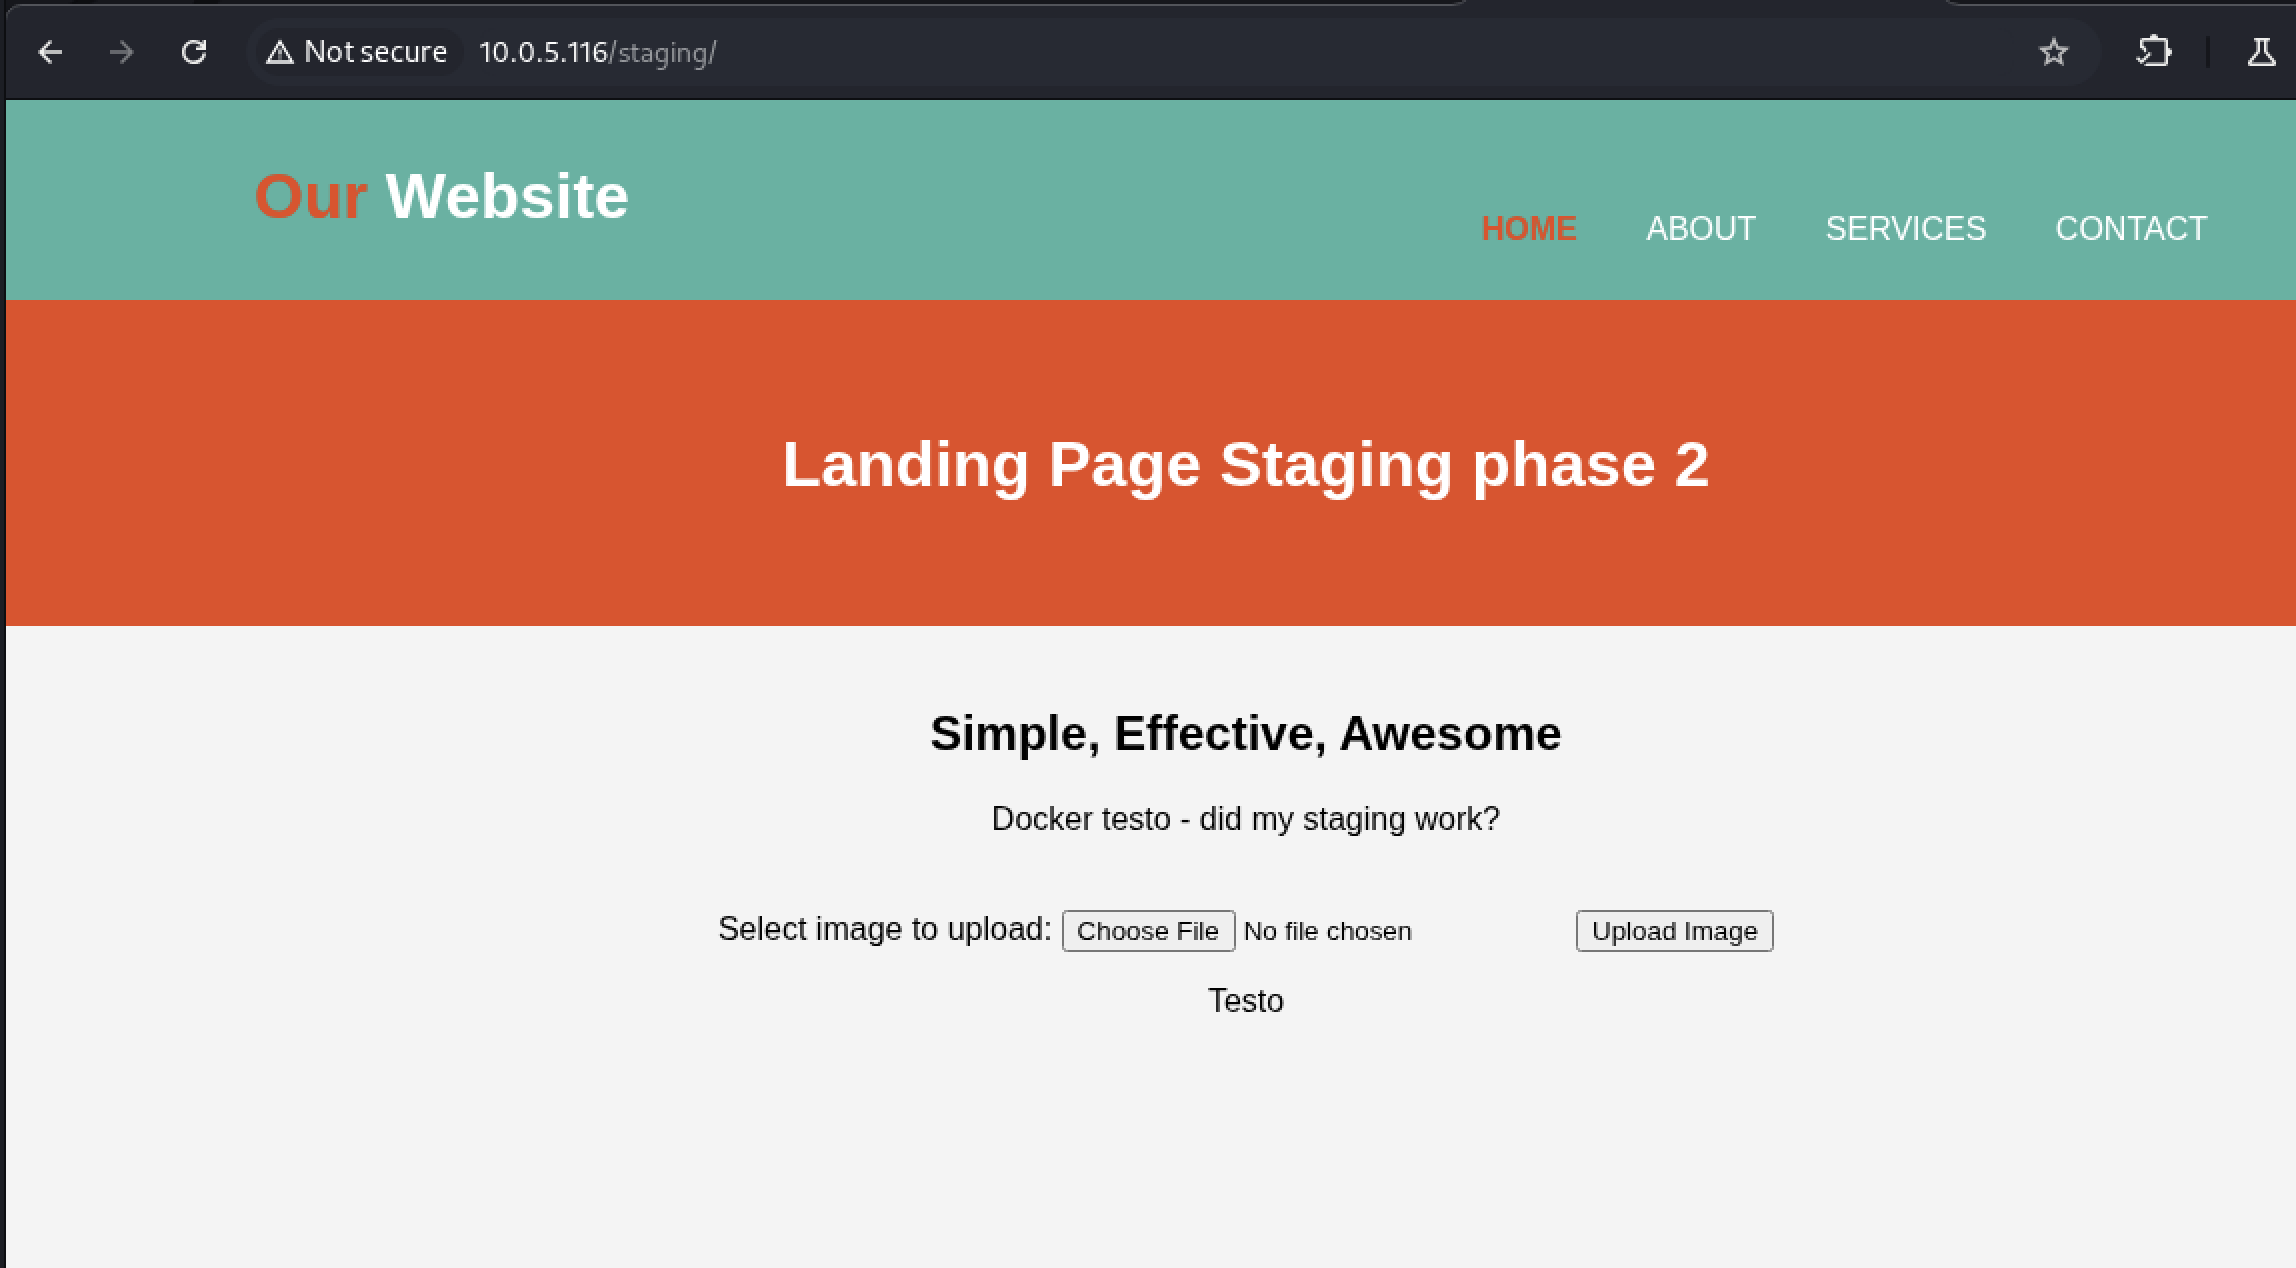 Not secure 10.0.5.116/staging/
Our Website
HOME ABOUT SERVICES CONTACT
Landing Page Staging phase 2
Simple, Effective, Awesome
Docker testo - did my staging work?
Select image to upload: Choose File No file chosen Upload Image
Testo